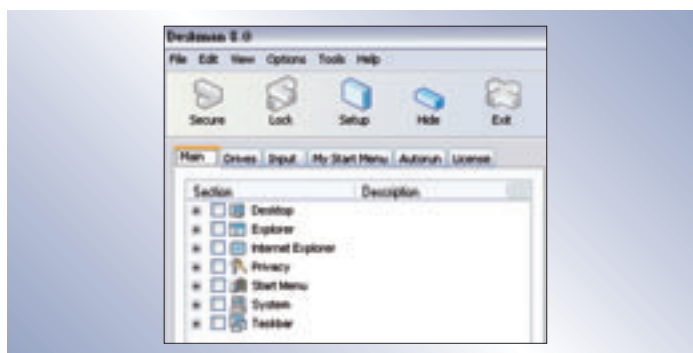 Deskman 8.0
File Edit View Options Tools Help
Secure Lock Setup Hide Exit
Main Drives Input My Start Menu Autorun License
Section Description
Desktop
Explorer
Internet Explorer
Privacy
Start Menu
System
Taskbar